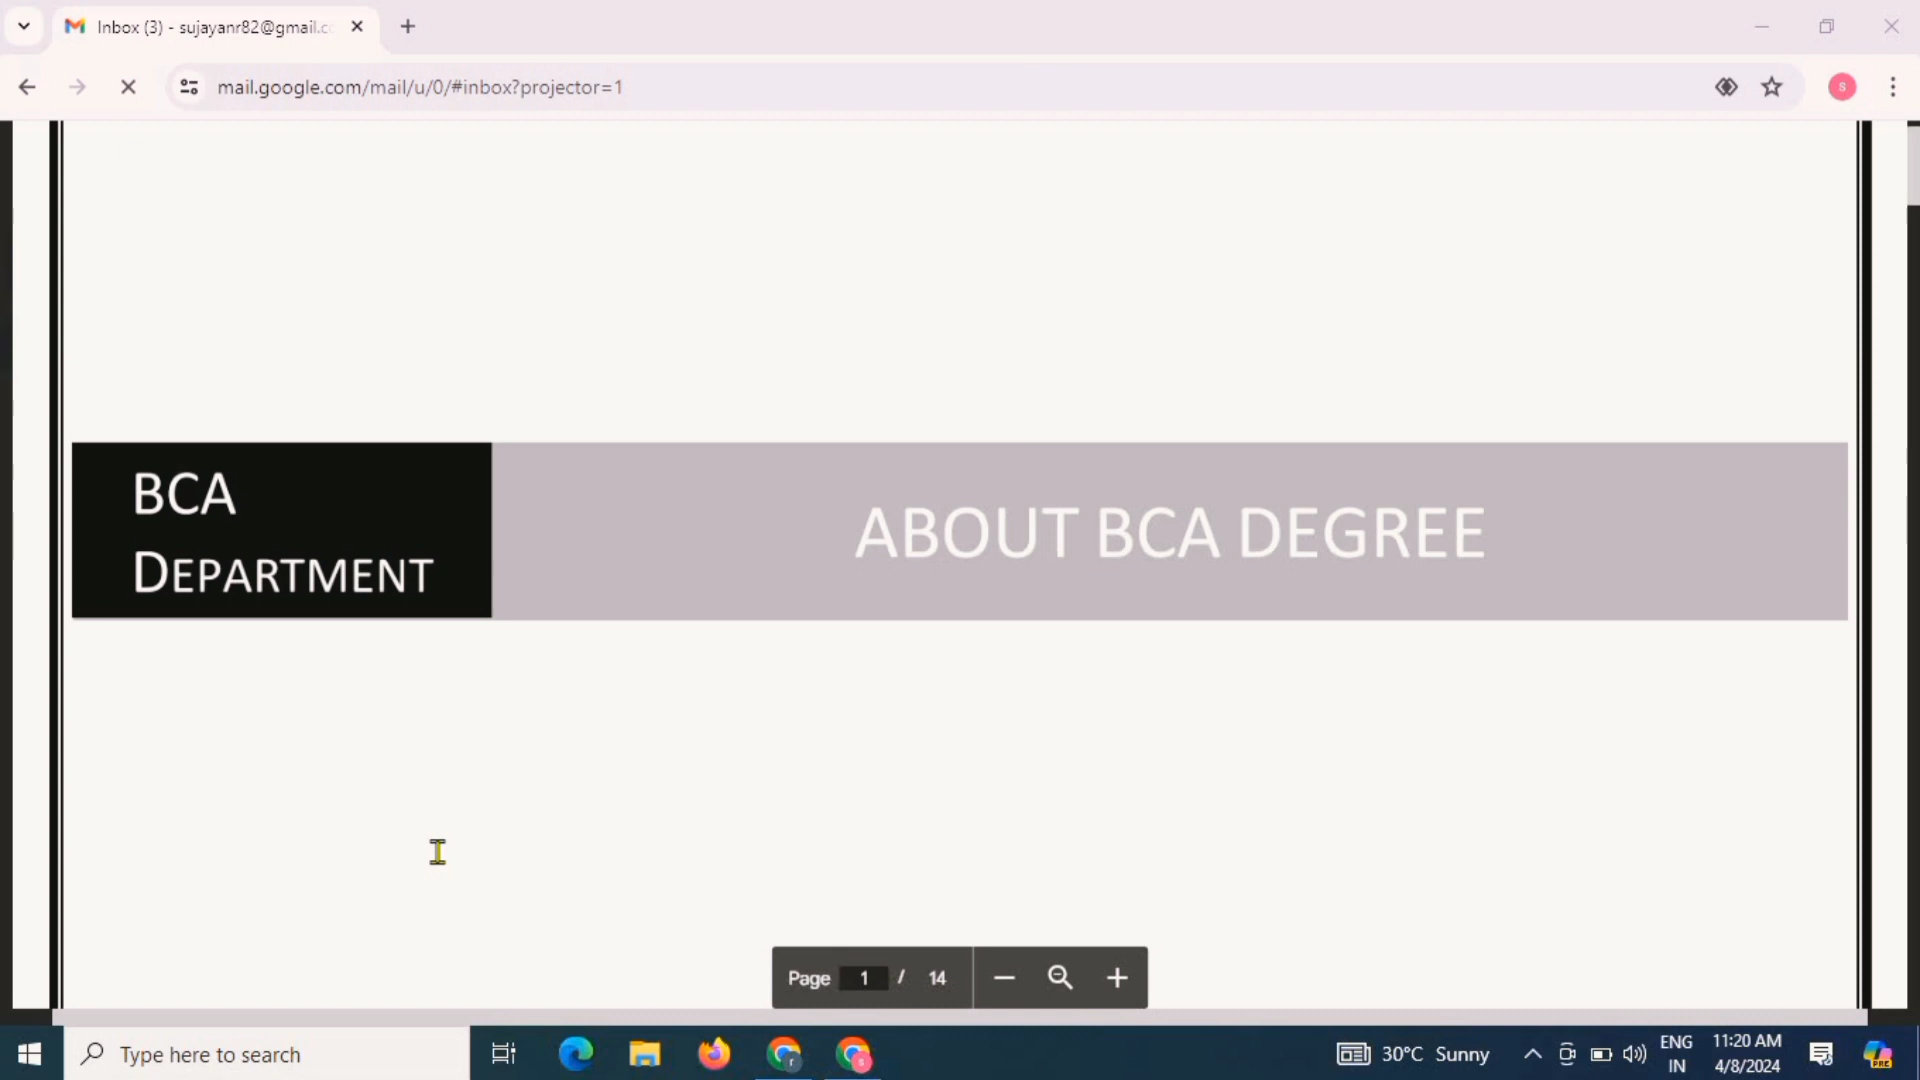 Inbox (3) - sujayanr82@gmail.c
mail.google.com/mail/u/0/#inbox?projector=1
s
BCA
DEPARTMENT
ABOUT BCA DEGREE
Page 1 / 14
Type here to search
r
s
30°C Sunny
ENG
IN
11:20 AM
4/8/2024
PRE